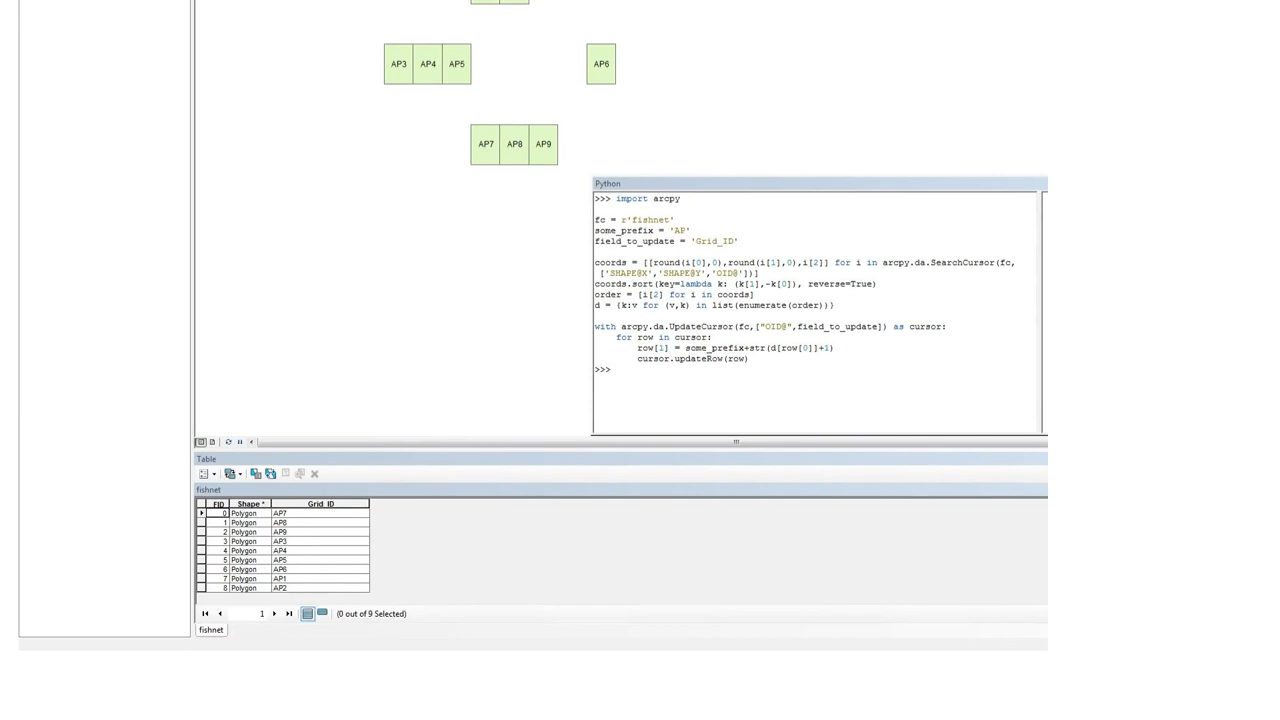 AP3 AP4 AP5 AP6
AP7 AP8 AP9
Python
>>> import arcpy
fc = r'fishnet'
some_prefix = 'AP'
field_to_update = 'Grid_ID'
coords = [[round(i[0],0),round(i[1],0),i[2]] for i in arcpy.da.SearchCursor(fc,
['SHAPE@X','SHAPE@Y','OID@'])]
coords.sort(key=lambda k: (k[1],-k[0]), reverse=True)
order = [i[2] for i in coords]
d = {k:v for (v,k) in list(enumerate(order))}
with arcpy.da.UpdateCursor(fc,["OID@",field_to_update]) as cursor:
for row in cursor:
row[1] = some_prefix+str(d[row[0]]+1)
cursor.updateRow(row)
>>>
Table
fishnet
FID Shape * Grid_ID
0 Polygon AP7
1 Polygon AP8
2 Polygon AP9
3 Polygon AP3
4 Polygon AP4
5 Polygon AP5
6 Polygon AP6
7 Polygon AP1
8 Polygon AP2
1 (0 out of 9 Selected)
fishnet